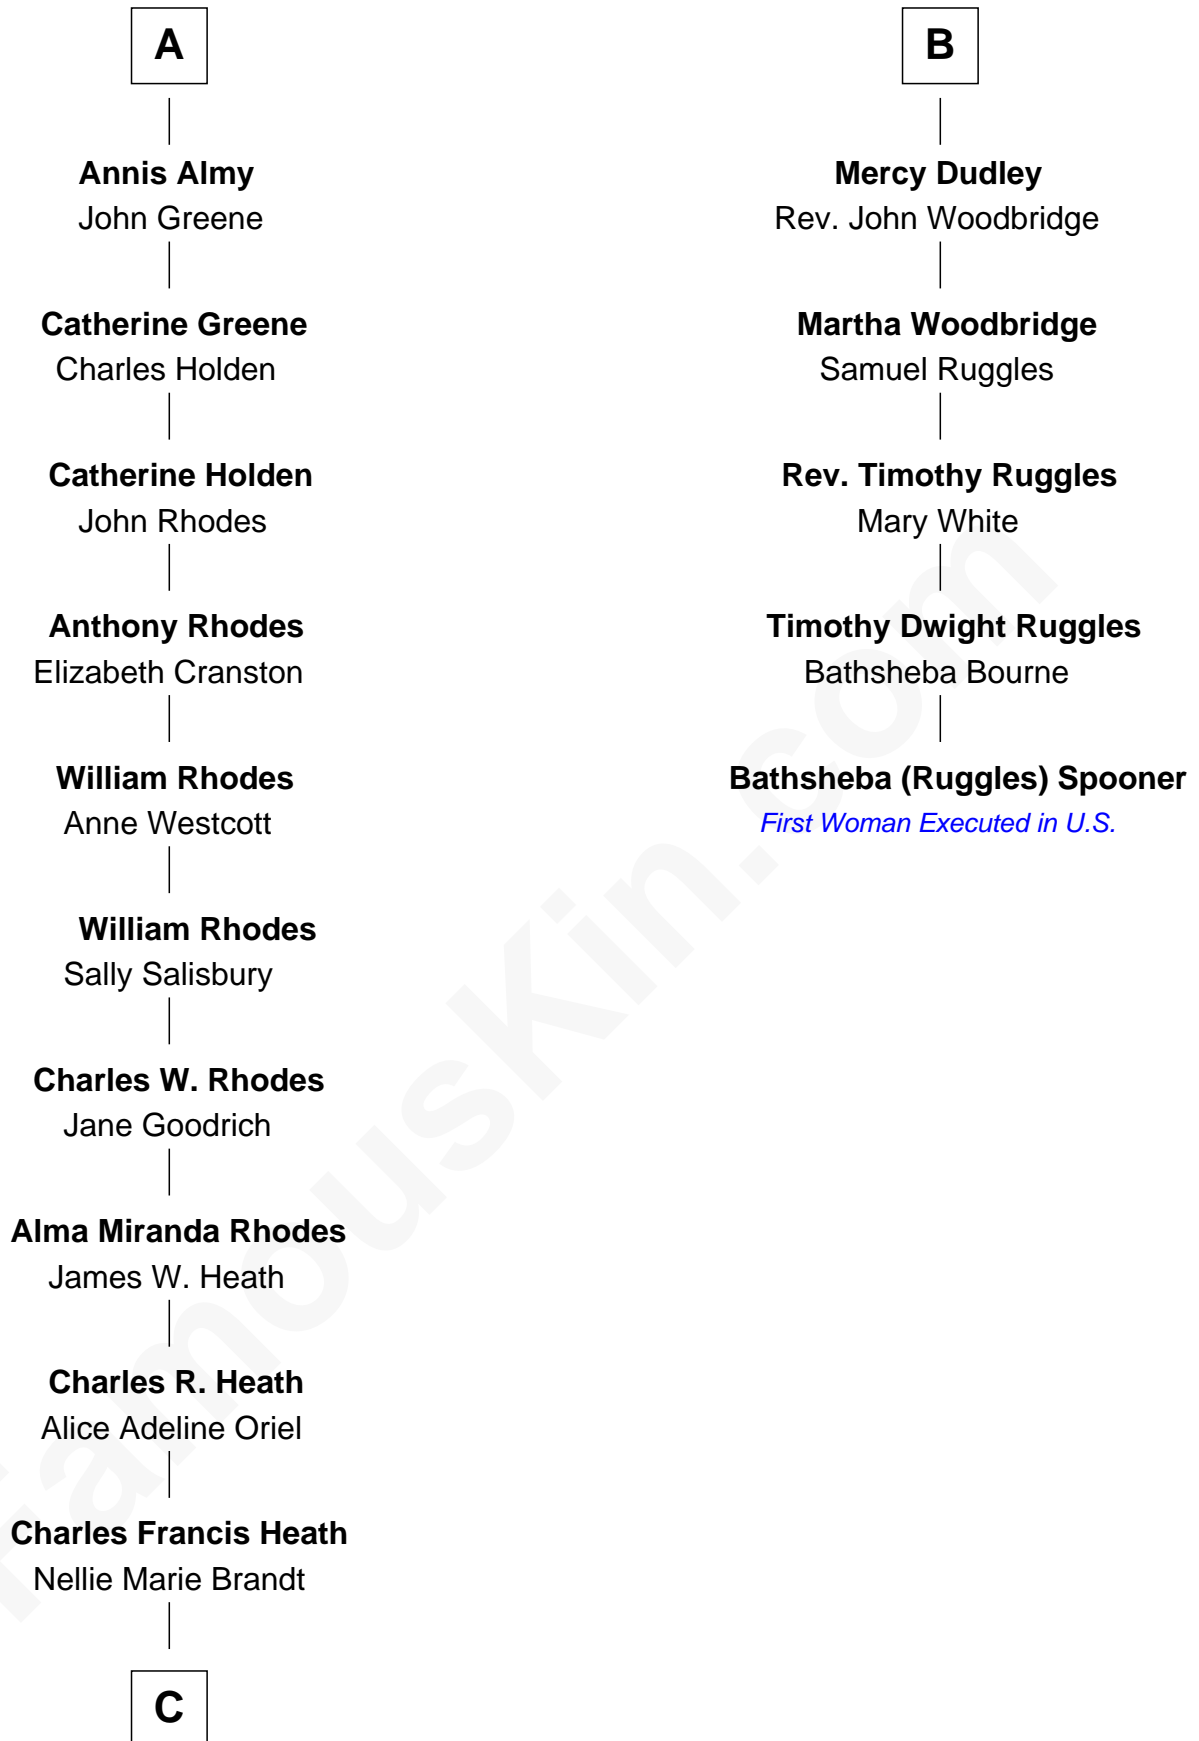 A
Annis Almy
John Greene
Catherine Greene
Charles Holden
Catherine Holden
John Rhodes
Anthony Rhodes
Elizabeth Cranston
William Rhodes
Anne Westcott
William Rhodes
Sally Salisbury
Charles W. Rhodes
Jane Goodrich
Alma Miranda Rhodes
James W. Heath
Charles R. Heath
Alice Adeline Oriel
Charles Francis Heath
Nellie Marie Brandt
C
B
Mercy Dudley
Rev. John Woodbridge
Martha Woodbridge
Samuel Ruggles
Rev. Timothy Ruggles
Mary White
Timothy Dwight Ruggles
Bathsheba Bourne
Bathsheba (Ruggles) Spooner
First Woman Executed in U.S.
FamousKin.com